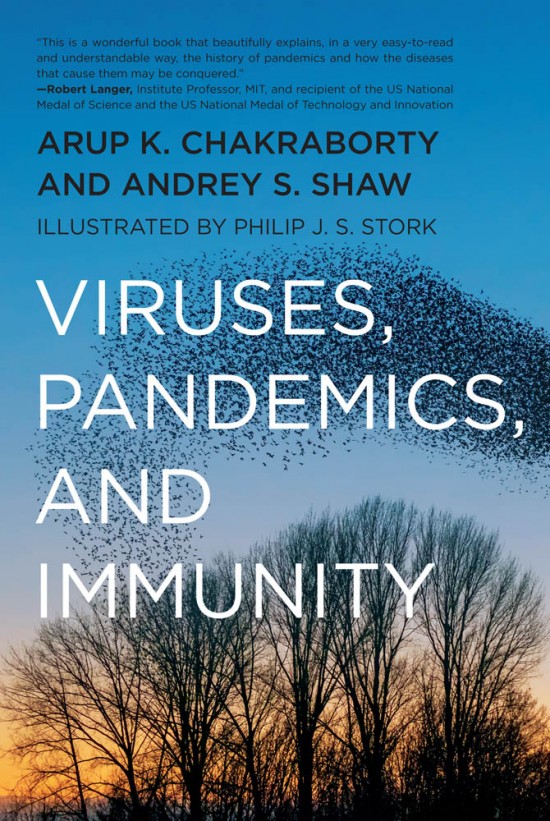 “This is a wonderful book that beautifully explains, in a very easy-to-read
and understandable way, the history of pandemics and how the diseases
that cause them may be conquered.”
—Robert Langer, Institute Professor, MIT, and recipient of the US National
Medal of Science and the US National Medal of Technology and Innovation
ARUP K. CHAKRABORTY
AND ANDREY S. SHAW
ILLUSTRATED BY PHILIP J. S. STORK
VIRUSES,
PANDEMICS,
AND
IMMUNITY